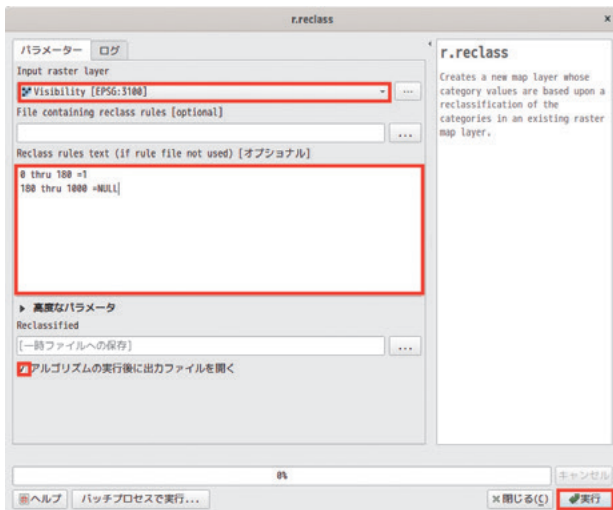 r.reclass
×
パラメーター ログ
Input raster layer
Visibility [EPSG:3100]
...
File containing reclass rules [optional]
...
Reclass rules text (if rule file not used) [オプショナル]
0 thru 180 =1
180 thru 1000 =NULL
▶ 高度なパラメータ
Reclassified
[一時ファイルへの保存]
...
✓ アルゴリズムの実行後に出力ファイルを開く
r.reclass
Creates a new map layer whose
category values are based upon a
reclassification of the
categories in an existing raster
map layer.
0%
キャンセル
ヘルプ
バッチプロセスで実行...
×閉じる(C)
実行